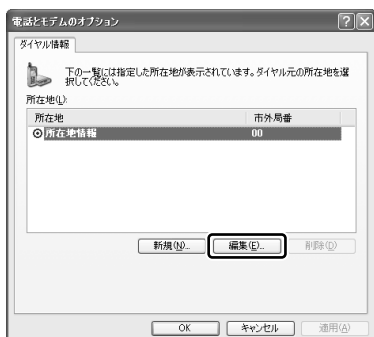 電話とモデムのオプション
ダイヤル情報
下の一覧には指定した所在地が表示されています。ダイヤル元の所在地を選
択してください。
所在地(L):
所在地 市外局番
所在地情報 00
新規(N)... 編集(E)... 削除(D)
OK キャンセル 適用(A)